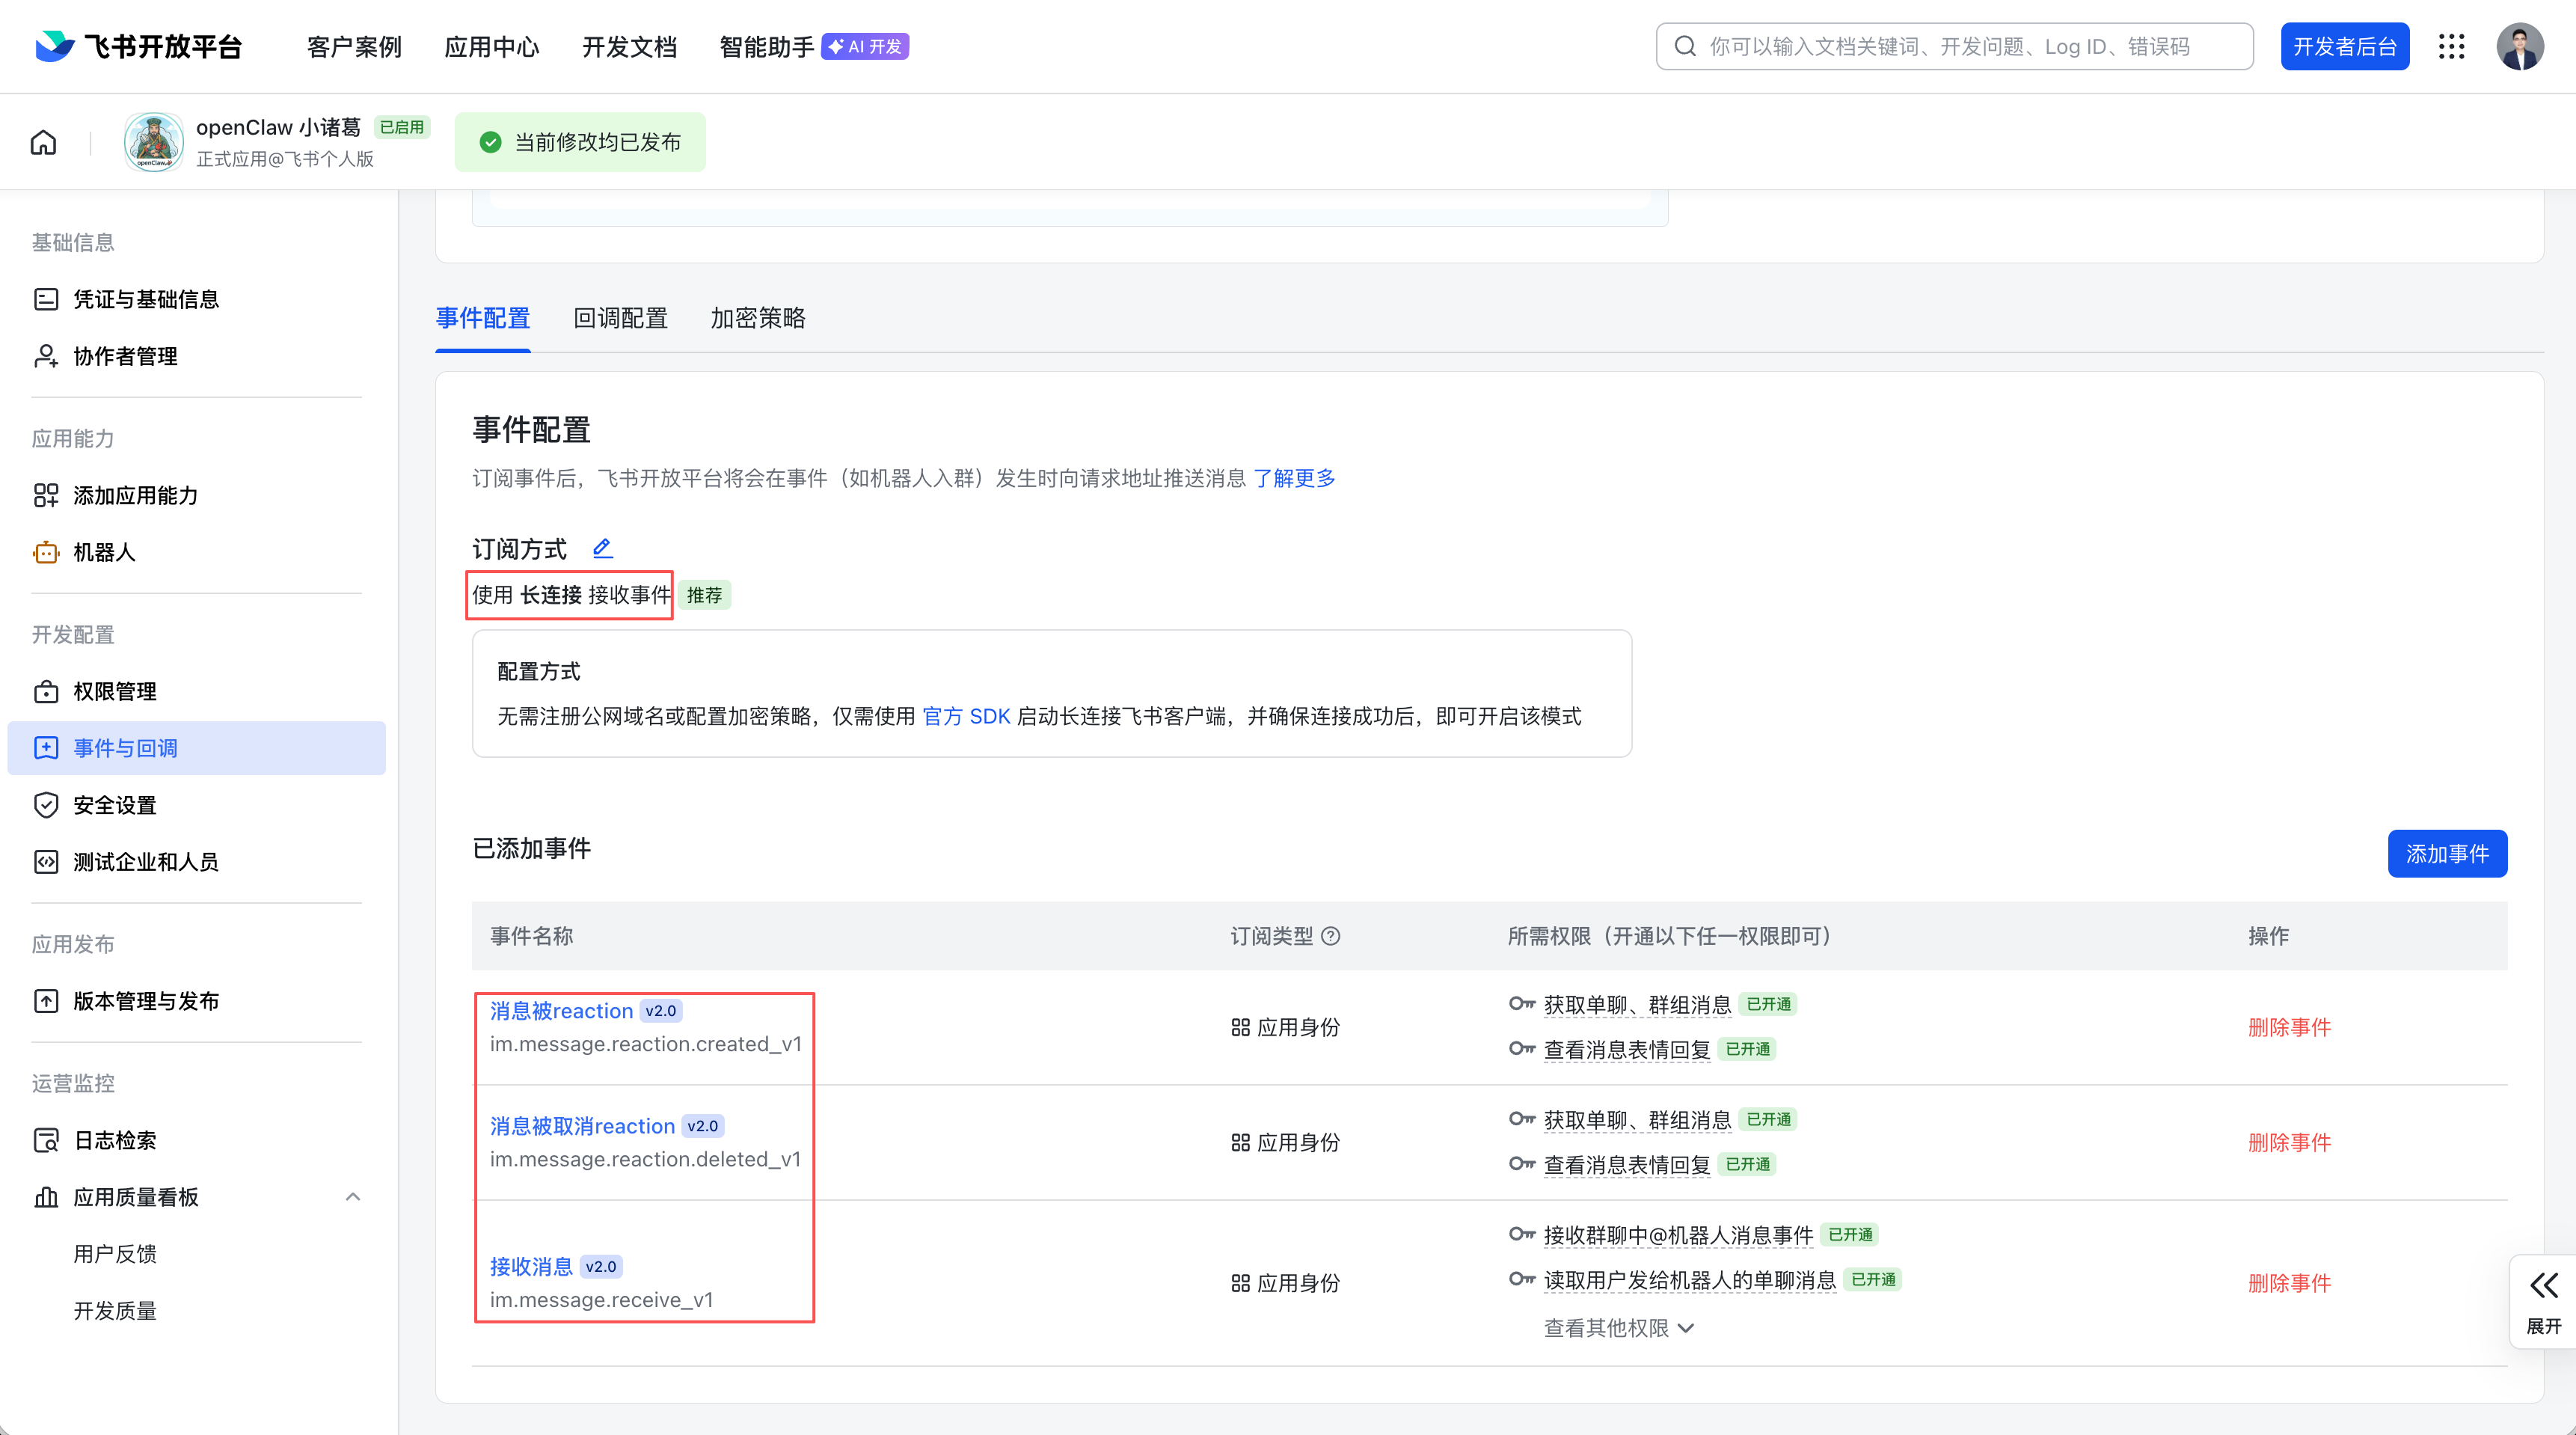 飞书开放平台 客户案例 应用中心 开发文档 智能助手 AI 开发 你可以输入文档关键词、开发问题、Log ID、错误码 开发者后台
openClaw 小诸葛 已启用
正式应用@飞书个人版
当前修改均已发布
openClaw
基础信息
凭证与基础信息
协作者管理
应用能力
添加应用能力
机器人
开发配置
权限管理
事件与回调
安全设置
测试企业和人员
应用发布
版本管理与发布
运营监控
日志检索
应用质量看板
用户反馈
开发质量
事件配置 回调配置 加密策略
事件配置
订阅事件后，飞书开放平台将会在事件（如机器人入群）发生时向请求地址推送消息 了解更多
订阅方式
使用 长连接 接收事件 推荐
配置方式
无需注册公网域名或配置加密策略，仅需使用 官方 SDK 启动长连接飞书客户端，并确保连接成功后，即可开启该模式
已添加事件 添加事件
事件名称 订阅类型 所需权限（开通以下任一权限即可） 操作
消息被reaction v2.0
im.message.reaction.created_v1
应用身份
获取单聊、群组消息 已开通
查看消息表情回复 已开通
删除事件
消息被取消reaction v2.0
im.message.reaction.deleted_v1
应用身份
获取单聊、群组消息 已开通
查看消息表情回复 已开通
删除事件
接收消息 v2.0
im.message.receive_v1
应用身份
接收群聊中@机器人消息事件 已开通
读取用户发给机器人的单聊消息 已开通
查看其他权限
删除事件
展开